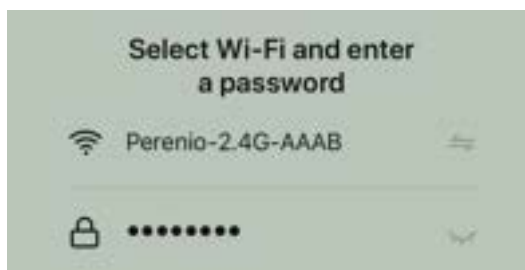 Select Wi-Fi and enter
a password
Perenio-2.4G-AAAB
••••••••